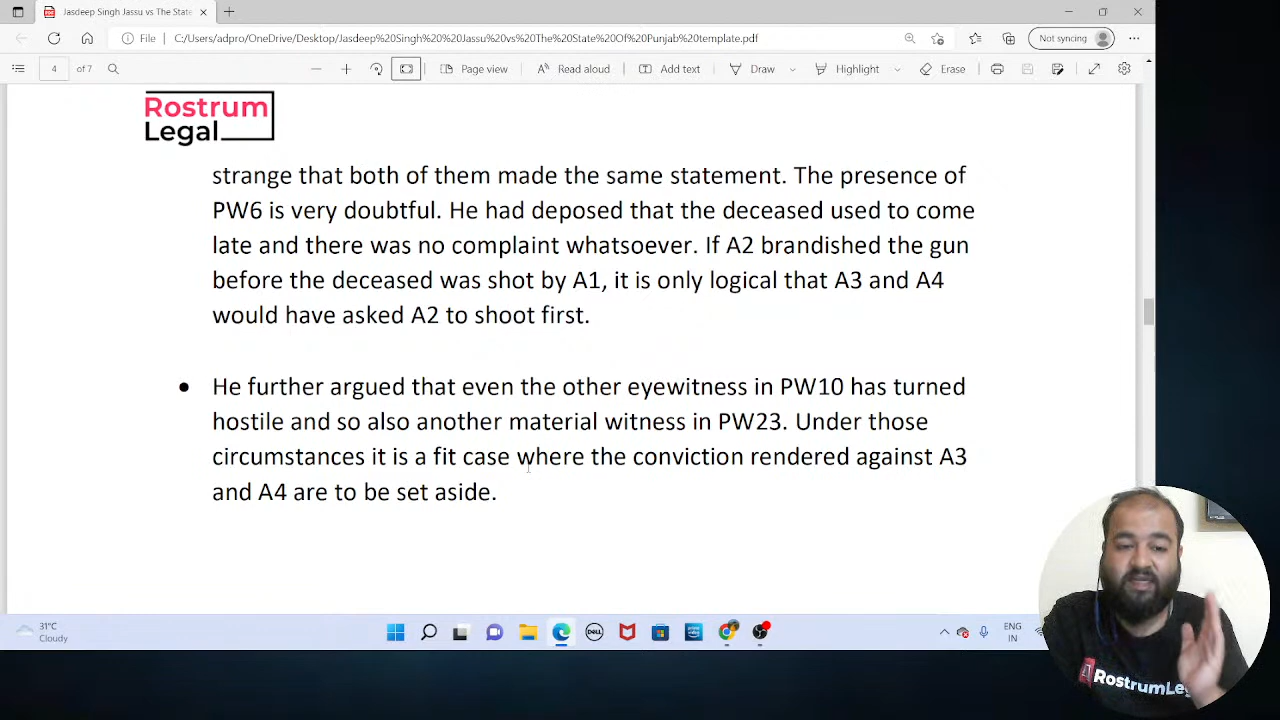 Jasdeep Singh Jassu vs The State
File C:/Users/adpro/OneDrive/Desktop/Jasdeep%20Singh%20%20Jassu%20vs%20The%20State%20Of%20Punjab%20template.pdf Not syncing
4 of 7 Page view Read aloud Add text Draw Highlight Erase
Rostrum
Legal
strange that both of them made the same statement. The presence of
PW6 is very doubtful. He had deposed that the deceased used to come
late and there was no complaint whatsoever. If A2 brandished the gun
before the deceased was shot by A1, it is only logical that A3 and A4
would have asked A2 to shoot first.
• He further argued that even the other eyewitness in PW10 has turned
hostile and so also another material witness in PW23. Under those
circumstances it is a fit case where the conviction rendered against A3
and A4 are to be set aside.
31°C
Cloudy
DELL
prime video
ENG
IN
RostrumLeg